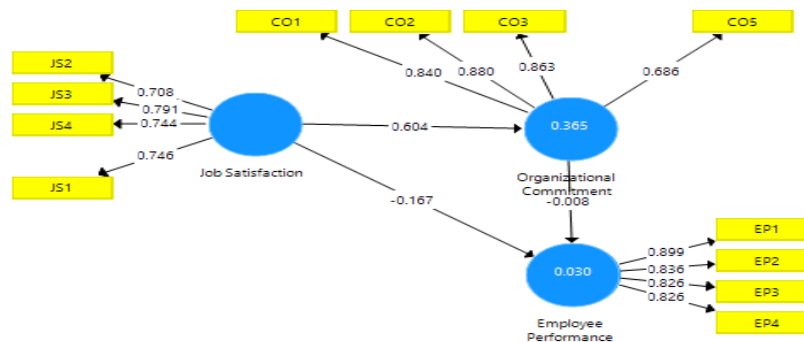 CO1
CO2
CO3
CO5
JS2
JS3
JS4
JS1
0.840
0.880
0.863
0.686
0.708
0.791
0.744
0.746
Job Satisfaction
0.604
0.365
Organizational
Commitment
-0.167
-0.008
0.030
Employee
Performance
0.899
0.836
0.826
0.826
EP1
EP2
EP3
EP4